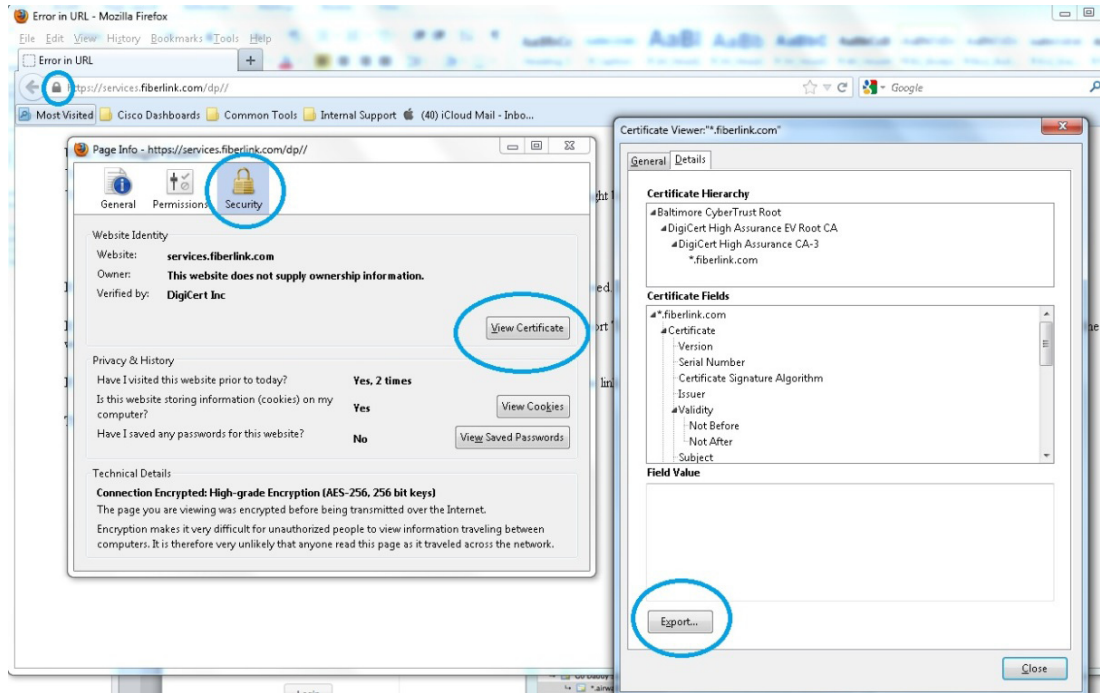 Error in URL - Mozilla Firefox
File Edit View History Bookmarks Tools Help
Error in URL
https://services.fiberlink.com/dp//
Google
Most Visited Cisco Dashboards Common Tools Internal Support (40) iCloud Mail - Inbo...
Page Info - https://services.fiberlink.com/dp//
General Permissions Security
Website Identity
Website: services.fiberlink.com
Owner: This website does not supply ownership information.
Verified by: DigiCert Inc
View Certificate
Privacy & History
Have I visited this website prior to today? Yes, 2 times
Is this website storing information (cookies) on my computer? Yes View Cookies
Have I saved any passwords for this website? No View Saved Passwords
Technical Details
Connection Encrypted: High-grade Encryption (AES-256, 256 bit keys)
The page you are viewing was encrypted before being transmitted over the Internet.
Encryption makes it very difficult for unauthorized people to view information traveling between
computers. It is therefore very unlikely that anyone read this page as it traveled across the network.
Certificate Viewer:"*.fiberlink.com"
General Details
Certificate Hierarchy
Baltimore CyberTrust Root
DigiCert High Assurance EV Root CA
DigiCert High Assurance CA-3
*.fiberlink.com
Certificate Fields
*.fiberlink.com
Certificate
Version
Serial Number
Certificate Signature Algorithm
Issuer
Validity
Not Before
Not After
Subject
Field Value
Export...
Close